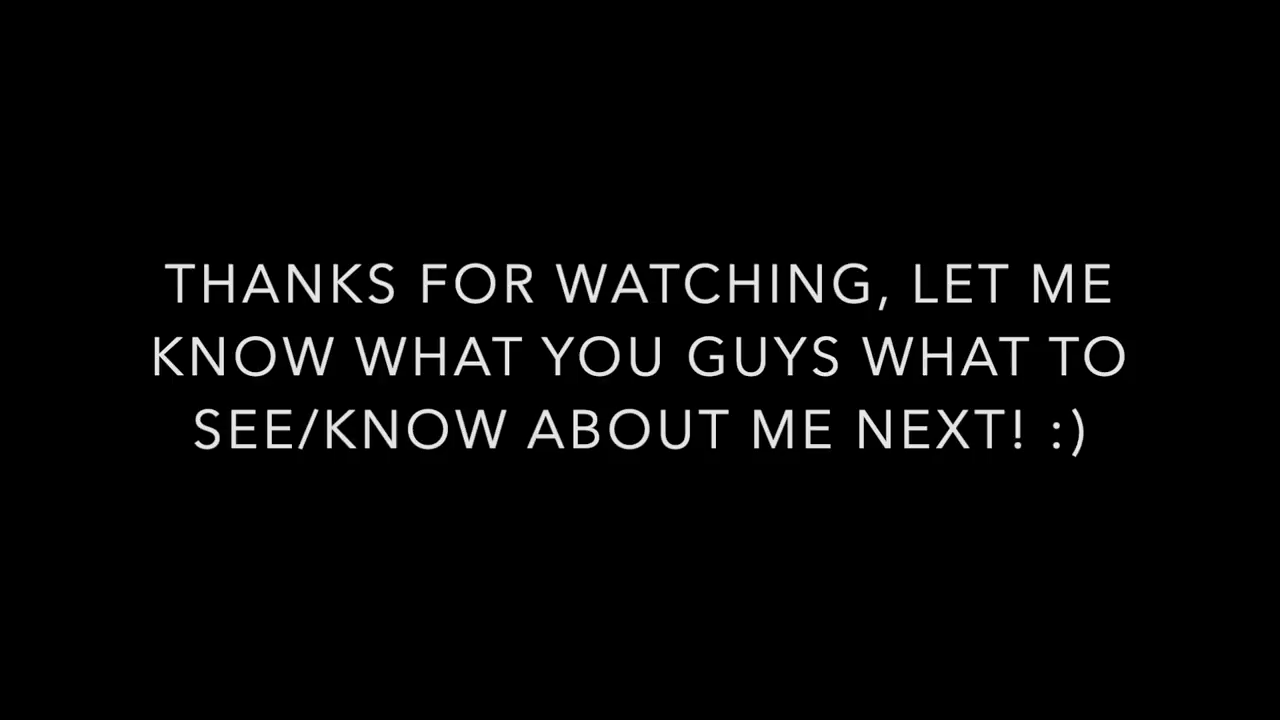 THANKS FOR WATCHING, LET ME
KNOW WHAT YOU GUYS WHAT TO
SEE/KNOW ABOUT ME NEXT! :)